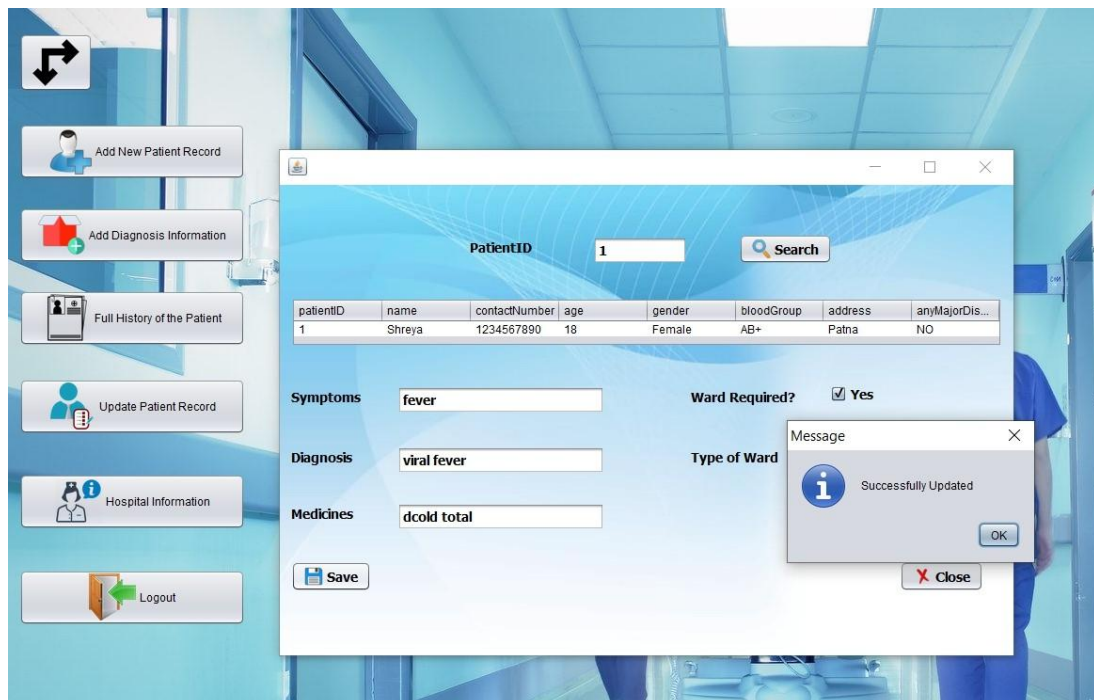 Add New Patient Record
Add Diagnosis Information
Full History of the Patient
Update Patient Record
Hospital Information
Logout
PatientID 1 Search
patientID name contactNumber age gender bloodGroup address anyMajorDis...
1 Shreya 1234567890 18 Female AB+ Patna NO
Symptoms fever Ward Required? Yes
Diagnosis viral fever Type of Ward
Medicines dcold total
Save Close
Message
Successfully Updated
OK